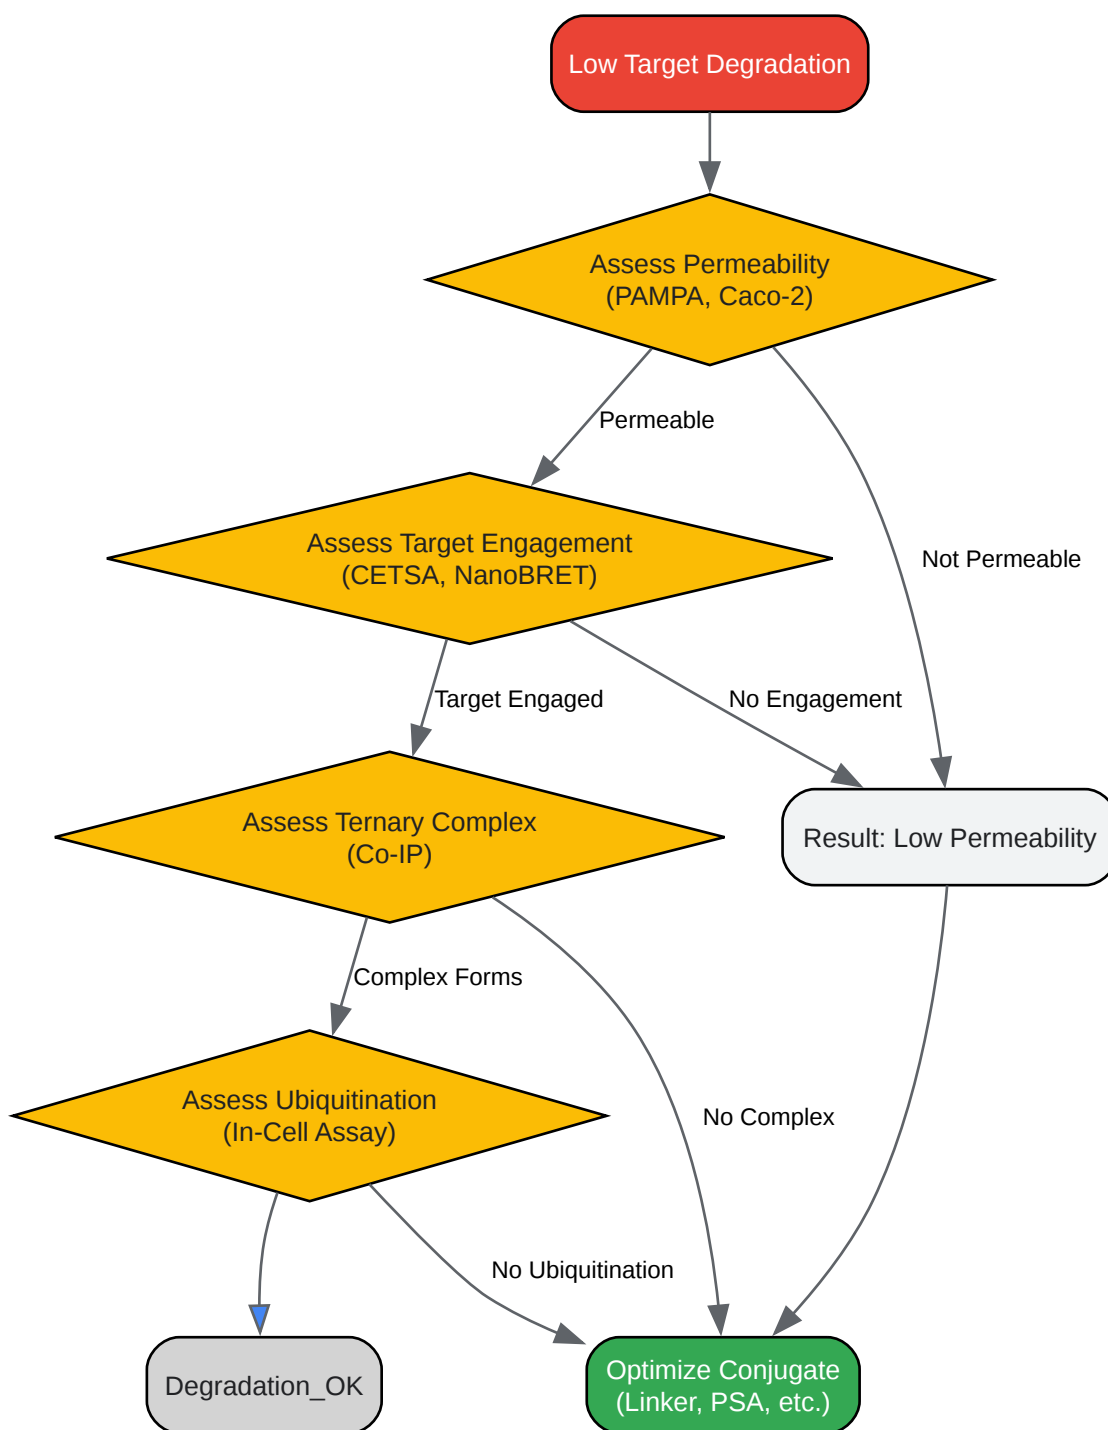 Low Target Degradation
Assess Permeability
(PAMPA, Caco-2)
Permeable
Assess Target Engagement
(CETSA, NanoBRET)
Not Permeable
Target Engaged
No Engagement
Assess Ternary Complex
(Co-IP)
Result: Low Permeability
Complex Forms
Assess Ubiquitination
(In-Cell Assay)
No Complex
No Ubiquitination
Degradation_OK
Optimize Conjugate
(Linker, PSA, etc.)